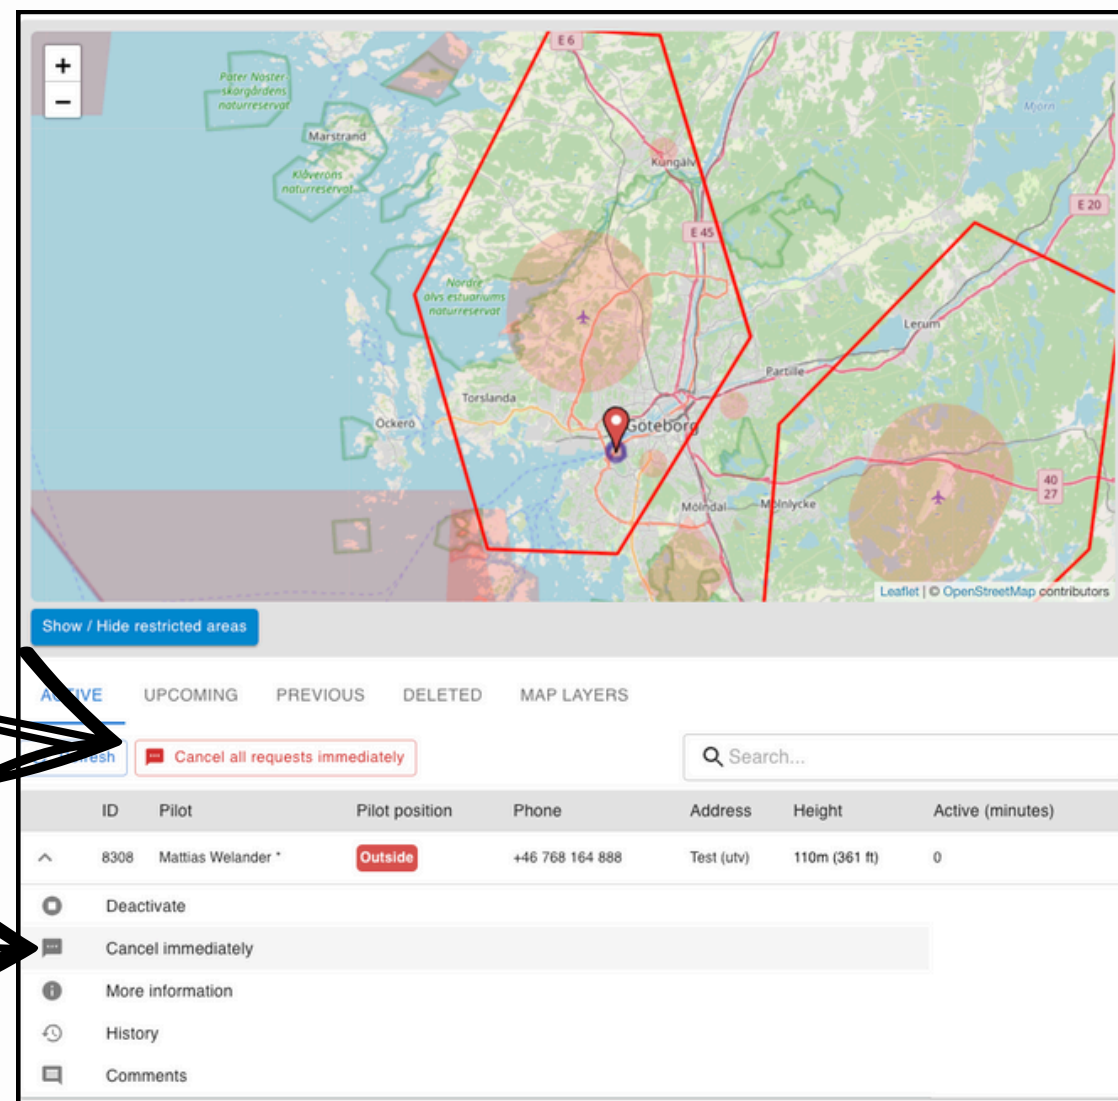 +
−
E 6
Pater Noster-
skärgårdens
naturreservat
Mjörn
Marstrand
Kungälv
Klåveröns
naturreservat
E 20
E 45
Nordre
älvs estuariums
naturreservat
Lerum
Partille
Torslanda
Öckerö
Göteborg
40
27
Mölndal
Mölnlycke
Leaflet | © OpenStreetMap contributors
Show / Hide restricted areas
UPCOMING PREVIOUS DELETED MAP LAYERS
Cancel all requests immediately Search...
ID Pilot Pilot position Phone Address Height Active (minutes)
8308 Mattias Welander * Outside +46 768 164 888 Test (utv) 110m (361 ft) 0
Deactivate
Cancel immediately
More information
History
Comments